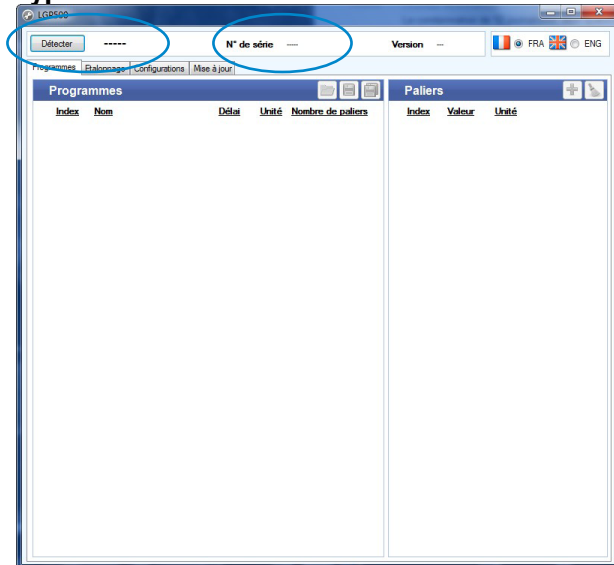 LGP500
Détecter ----- N° de série ---- Version --- FRA ENG
Programmes Etalonnage Configurations Mise à jour
Programmes Paliers
Index Nom Délai Unité Nombre de paliers Index Valeur Unité